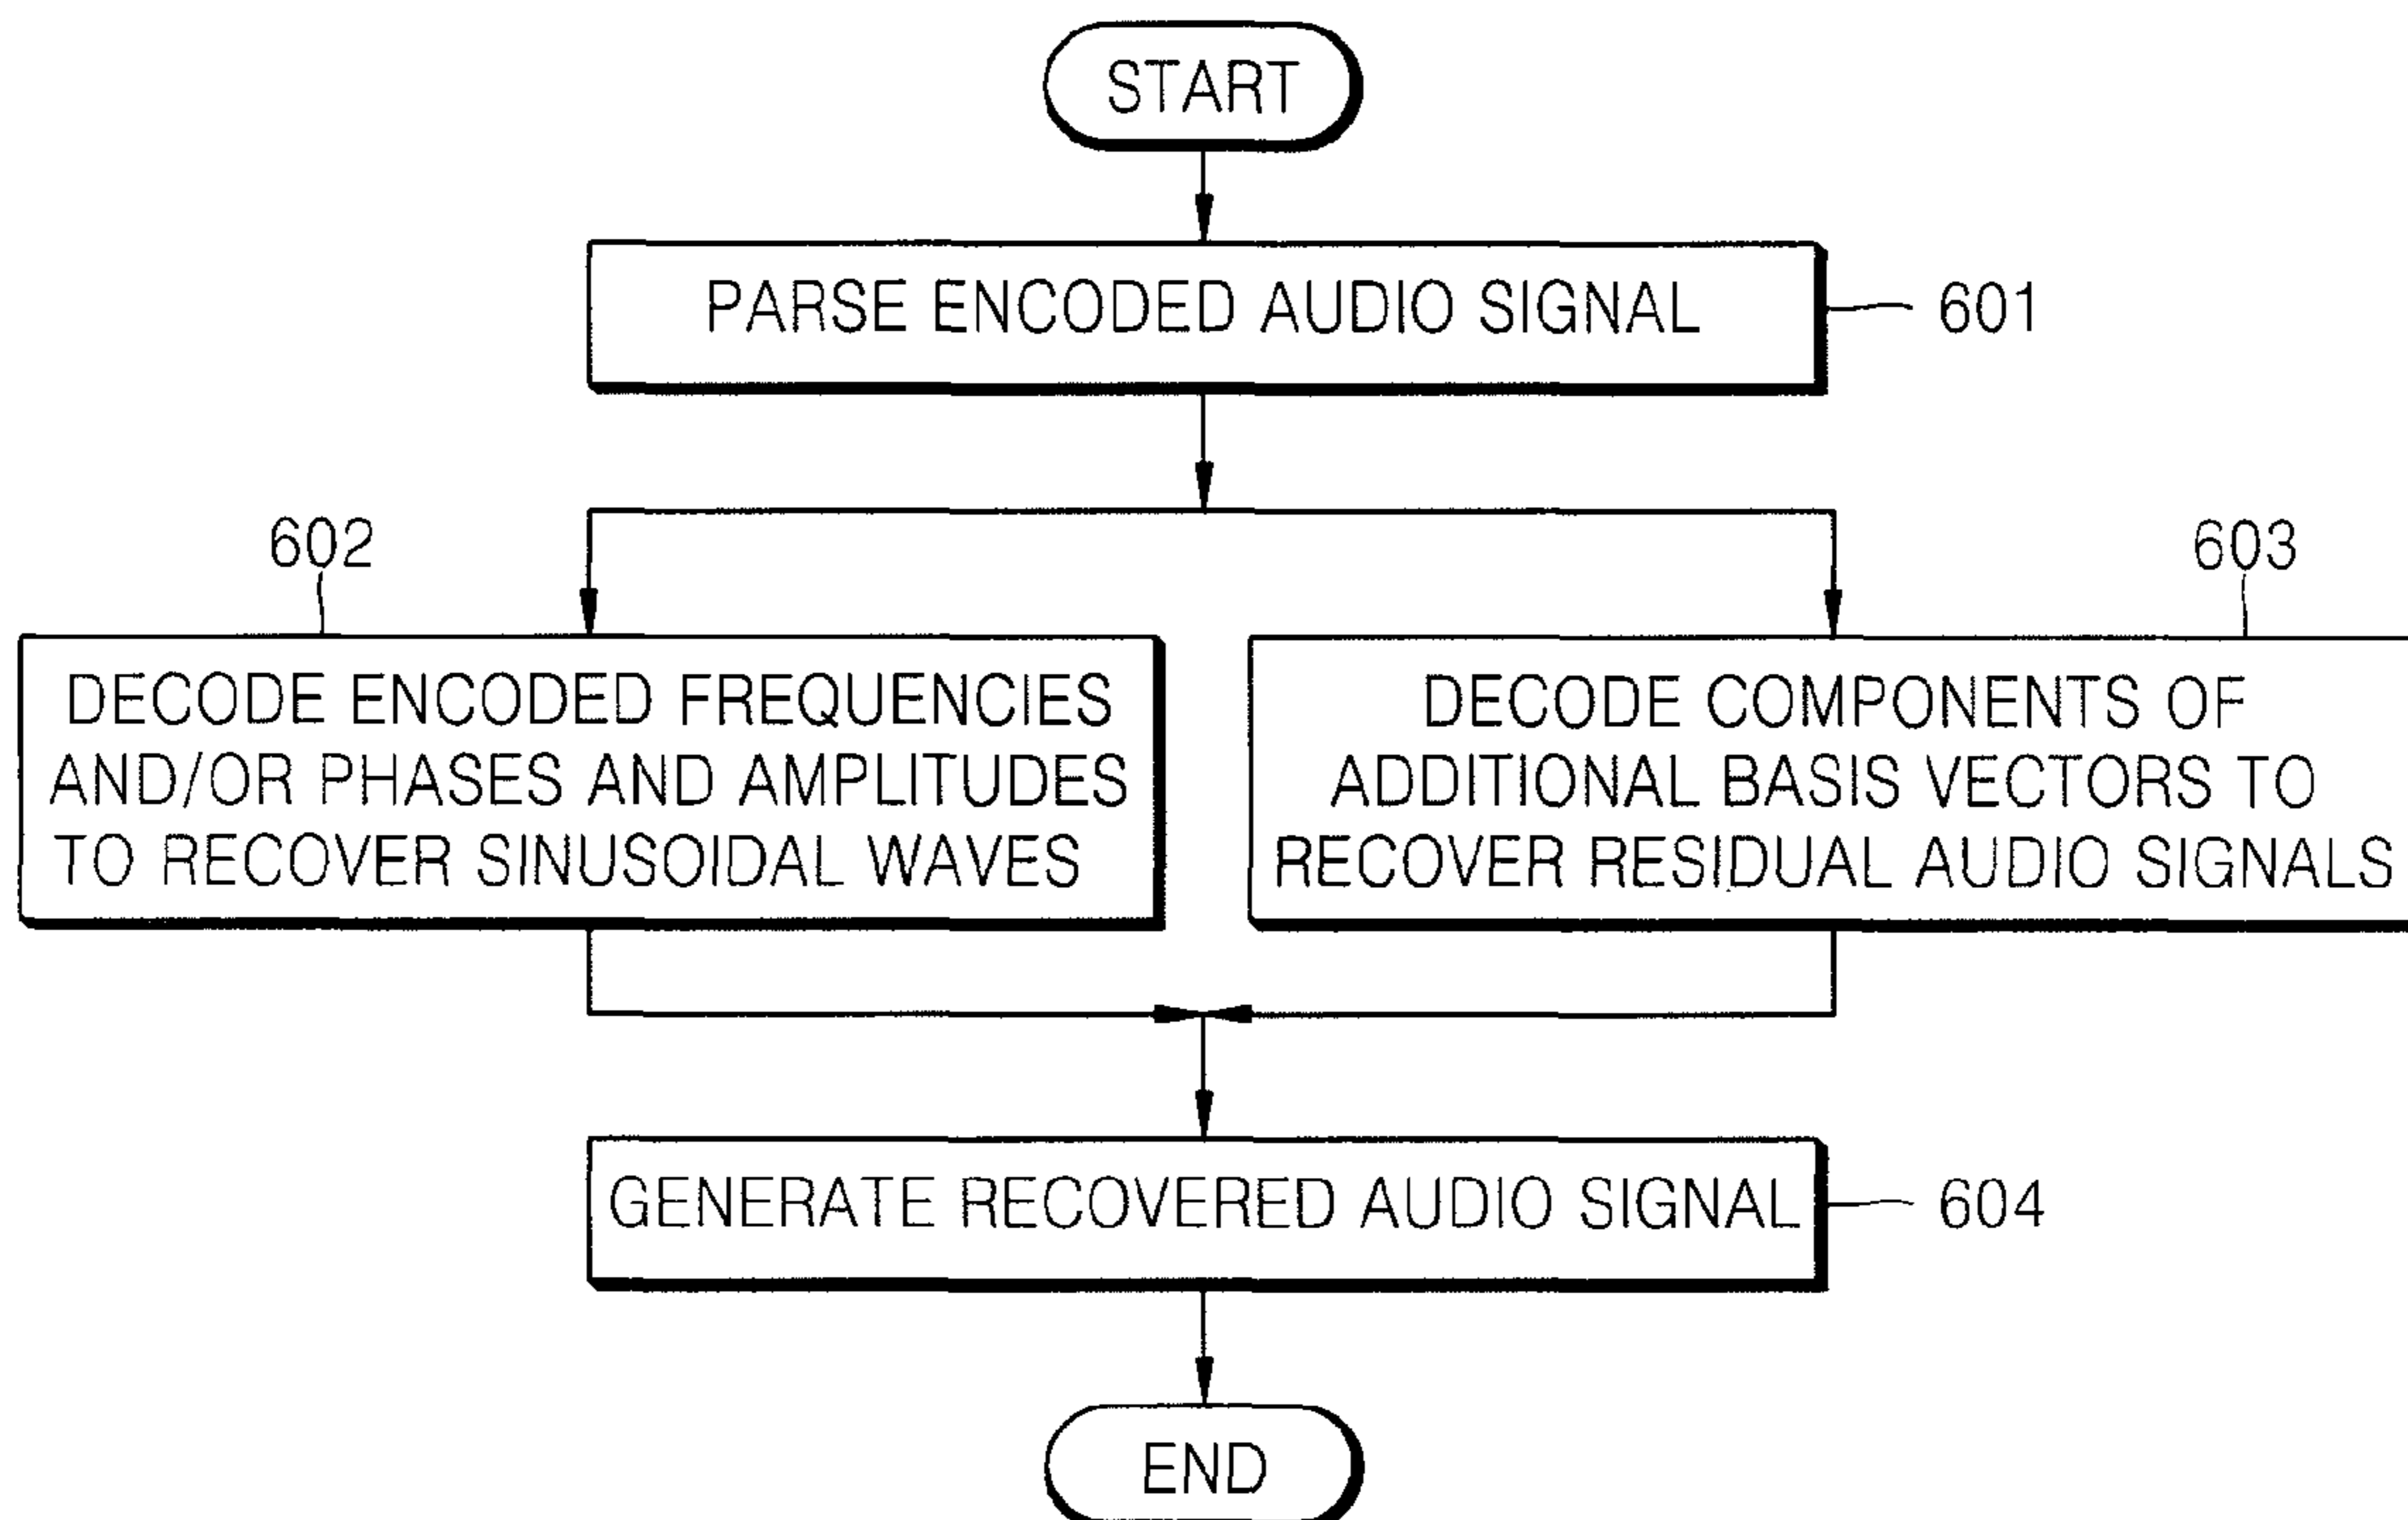 START
PARSE ENCODED AUDIO SIGNAL
601
602
603
DECODE ENCODED FREQUENCIES
AND/OR PHASES AND AMPLITUDES
TO RECOVER SINUSOIDAL WAVES
DECODE COMPONENTS OF
ADDITIONAL BASIS VECTORS TO
RECOVER RESIDUAL AUDIO SIGNALS
GENERATE RECOVERED AUDIO SIGNAL
604
END